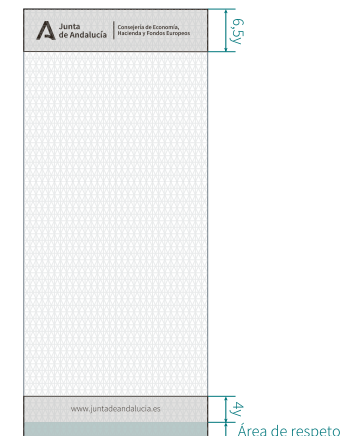 Junta
de Andalucía
Consejería de Economía,
Hacienda y Fondos Europeos
6,5y
www.juntadeandalucia.es
4y
Área de respeto